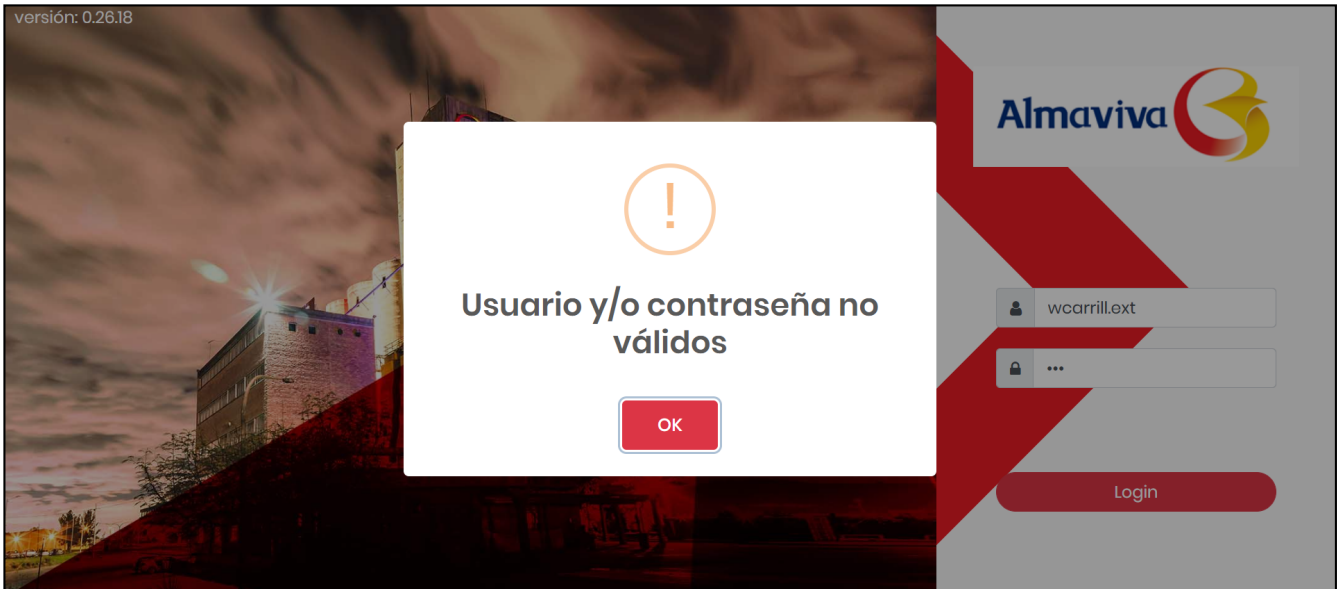 versión: 0.26.18
Almaviva
Usuario y/o contraseña no
válidos
OK
wcarrill.ext
•••
Login